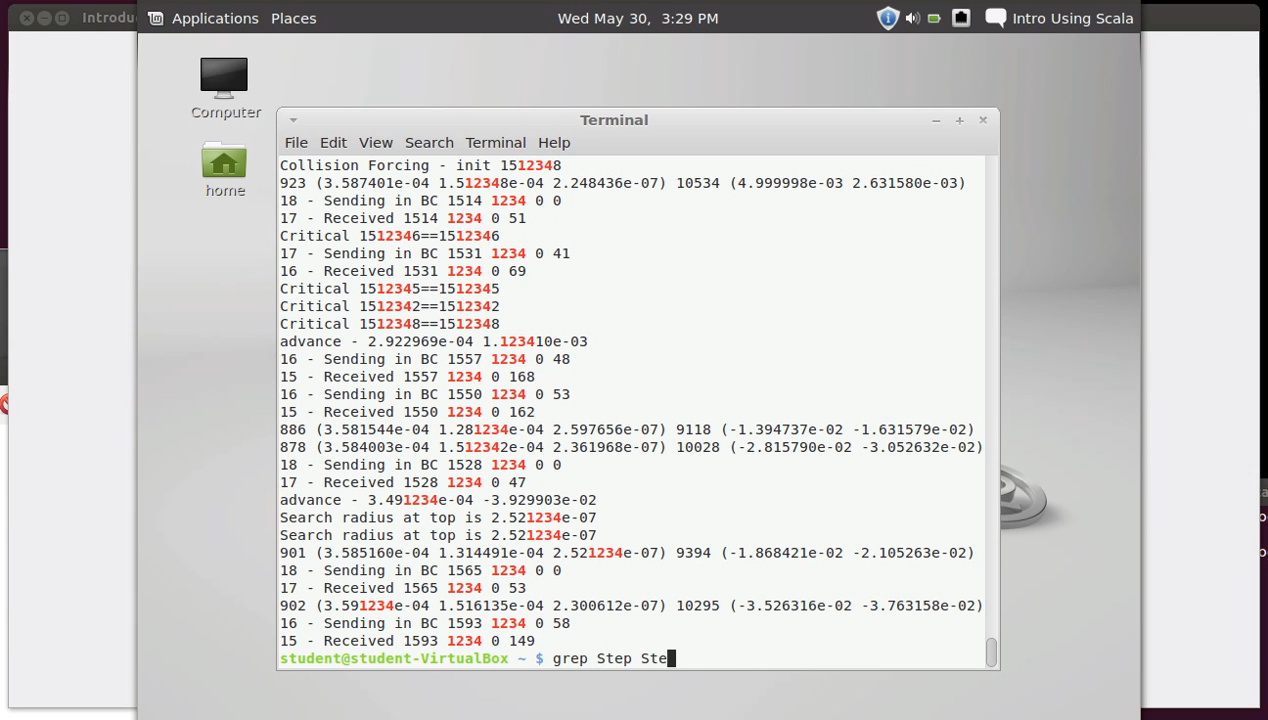 Introduc
Applications Places
Wed May 30, 3:29 PM
Intro Using Scala
Computer
home
Terminal
File Edit View Search Terminal Help
Collision Forcing - init 1512348
923 (3.587401e-04 1.512348e-04 2.248436e-07) 10534 (4.999998e-03 2.631580e-03)
18 - Sending in BC 1514 1234 0 0
17 - Received 1514 1234 0 51
Critical 1512346==1512346
17 - Sending in BC 1531 1234 0 41
16 - Received 1531 1234 0 69
Critical 1512345==1512345
Critical 1512342==1512342
Critical 1512348==1512348
advance - 2.922969e-04 1.123410e-03
16 - Sending in BC 1557 1234 0 48
15 - Received 1557 1234 0 168
16 - Sending in BC 1550 1234 0 53
15 - Received 1550 1234 0 162
886 (3.581544e-04 1.281234e-04 2.597656e-07) 9118 (-1.394737e-02 -1.631579e-02)
878 (3.584003e-04 1.512342e-04 2.361968e-07) 10028 (-2.815790e-02 -3.052632e-02)
18 - Sending in BC 1528 1234 0 0
17 - Received 1528 1234 0 47
advance - 3.491234e-04 -3.929903e-02
Search radius at top is 2.521234e-07
Search radius at top is 2.521234e-07
901 (3.585160e-04 1.314491e-04 2.521234e-07) 9394 (-1.868421e-02 -2.105263e-02)
18 - Sending in BC 1565 1234 0 0
17 - Received 1565 1234 0 53
902 (3.591234e-04 1.516135e-04 2.300612e-07) 10295 (-3.526316e-02 -3.763158e-02)
16 - Sending in BC 1593 1234 0 58
15 - Received 1593 1234 0 149
student@student-VirtualBox ~ $ grep Step Ste